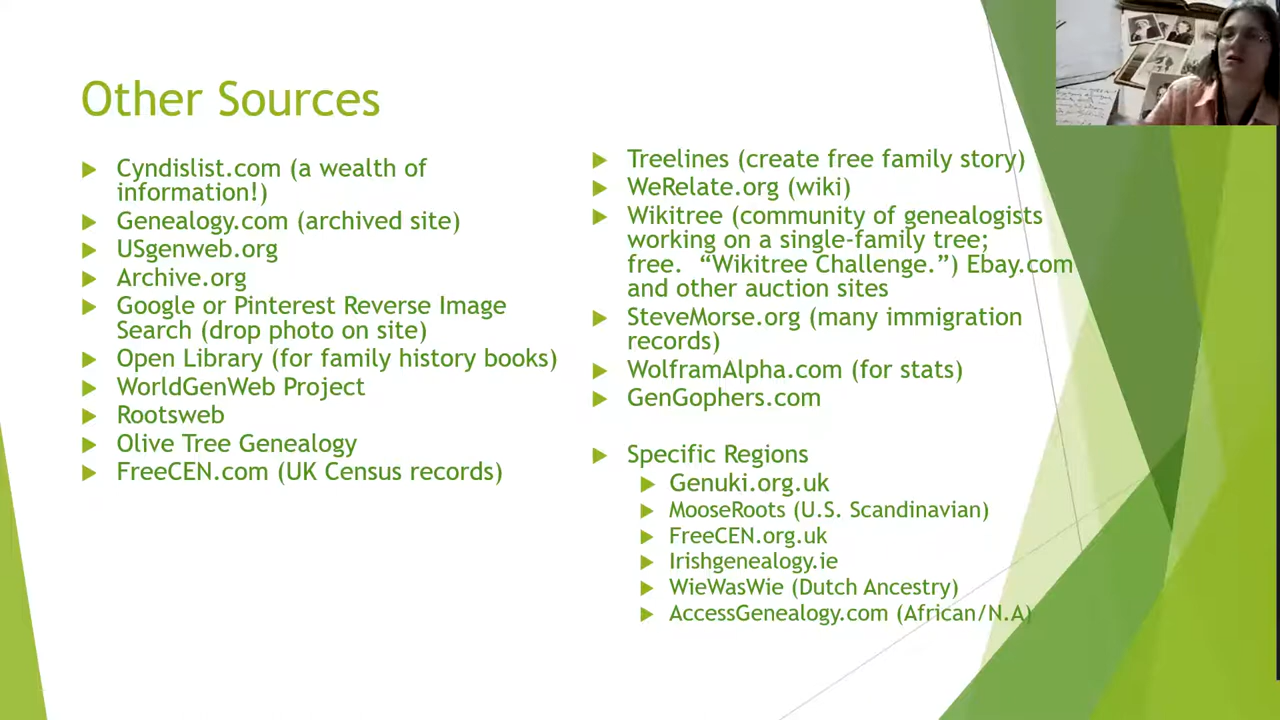 Other Sources
Cyndislist.com (a wealth of
information!)
Genealogy.com (archived site)
USgenweb.org
Archive.org
Google or Pinterest Reverse Image
Search (drop photo on site)
Open Library (for family history books)
WorldGenWeb Project
Rootsweb
Olive Tree Genealogy
FreeCEN.com (UK Census records)
Treelines (create free family story)
WeRelate.org (wiki)
Wikitree (community of genealogists
working on a single-family tree;
free.  “Wikitree Challenge.”) Ebay.com
and other auction sites
SteveMorse.org (many immigration
records)
WolframAlpha.com (for stats)
GenGophers.com
Specific Regions
Genuki.org.uk
MooseRoots (U.S. Scandinavian)
FreeCEN.org.uk
Irishgenealogy.ie
WieWasWie (Dutch Ancestry)
AccessGenealogy.com (African/N.A)